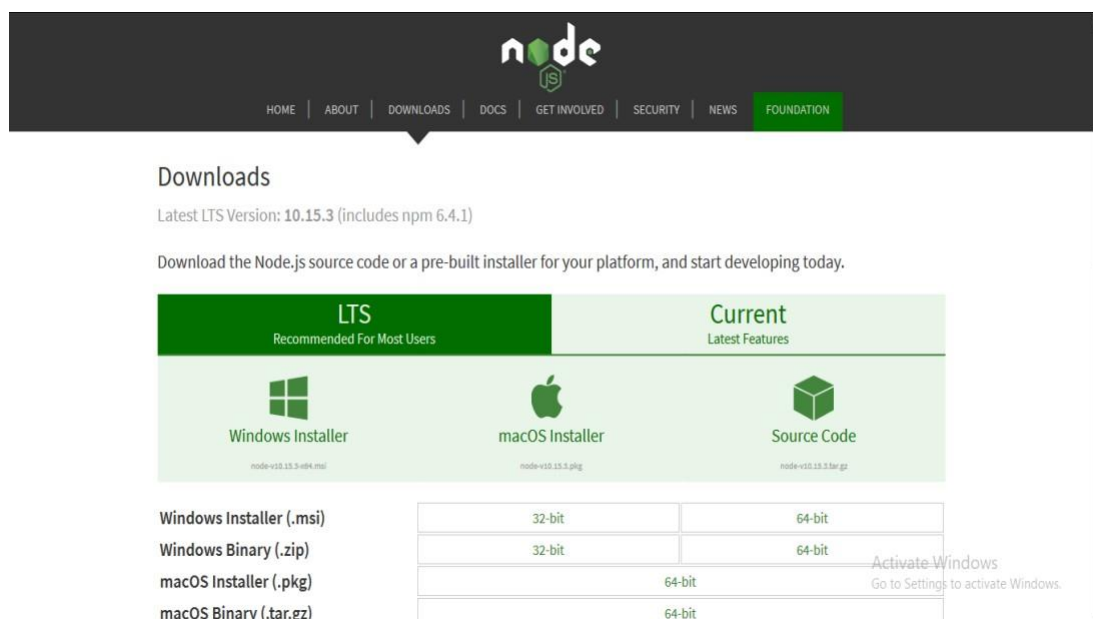 node
JS
HOME | ABOUT | DOWNLOADS | DOCS | GET INVOLVED | SECURITY | NEWS FOUNDATION
Downloads
Latest LTS Version: 10.15.3 (includes npm 6.4.1)
Download the Node.js source code or a pre-built installer for your platform, and start developing today.
LTS Current
Recommended For Most Users Latest Features
Windows Installer macOS Installer Source Code
node-v10.15.3-x64.msi node-v10.15.3.pkg node-v10.15.3.tar.gz
Windows Installer (.msi) 32-bit 64-bit
Windows Binary (.zip) 32-bit 64-bit
Activate Windows
macOS Installer (.pkg) 64-bit Go to Settings to activate Windows.
macOS Binary (.tar.gz) 64-bit